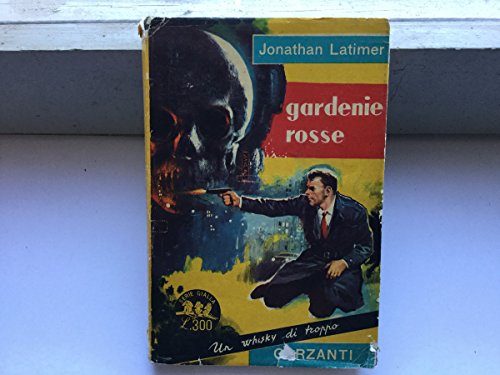 Jonathan Latimer
gardenie
rosse
SERIE GIALLA
L.300
Un whisky di troppo
GARZANTI